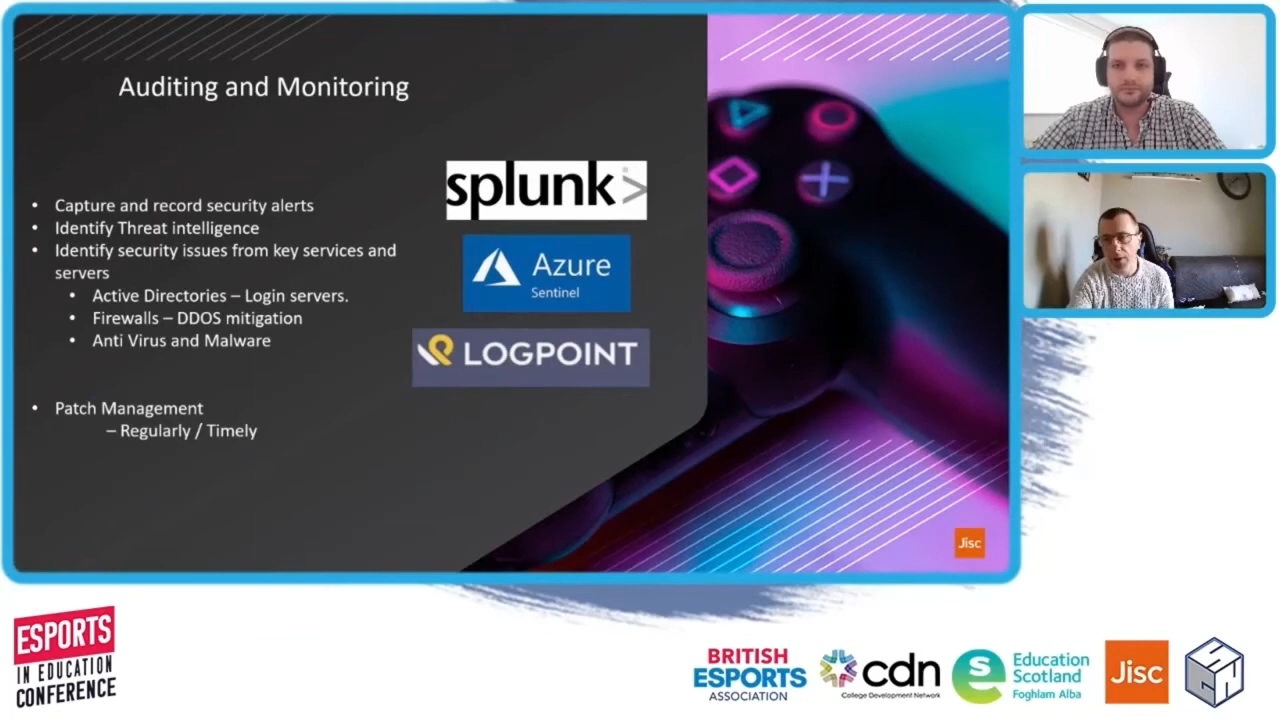 Auditing and Monitoring
• Capture and record security alerts
• Identify Threat intelligence
• Identify security issues from key services and
servers
• Active Directories – Login servers.
• Firewalls – DDOS mitigation
• Anti Virus and Malware
• Patch Management
– Regularly / Timely
splunk>
Azure
Sentinel
LOGPOINT
Jisc
ESPORTS
IN EDUCATION
CONFERENCE
BRITISH
ESPORTS
ASSOCIATION
cdn
College Development Network
Education
Scotland
Foghlam Alba
Jisc